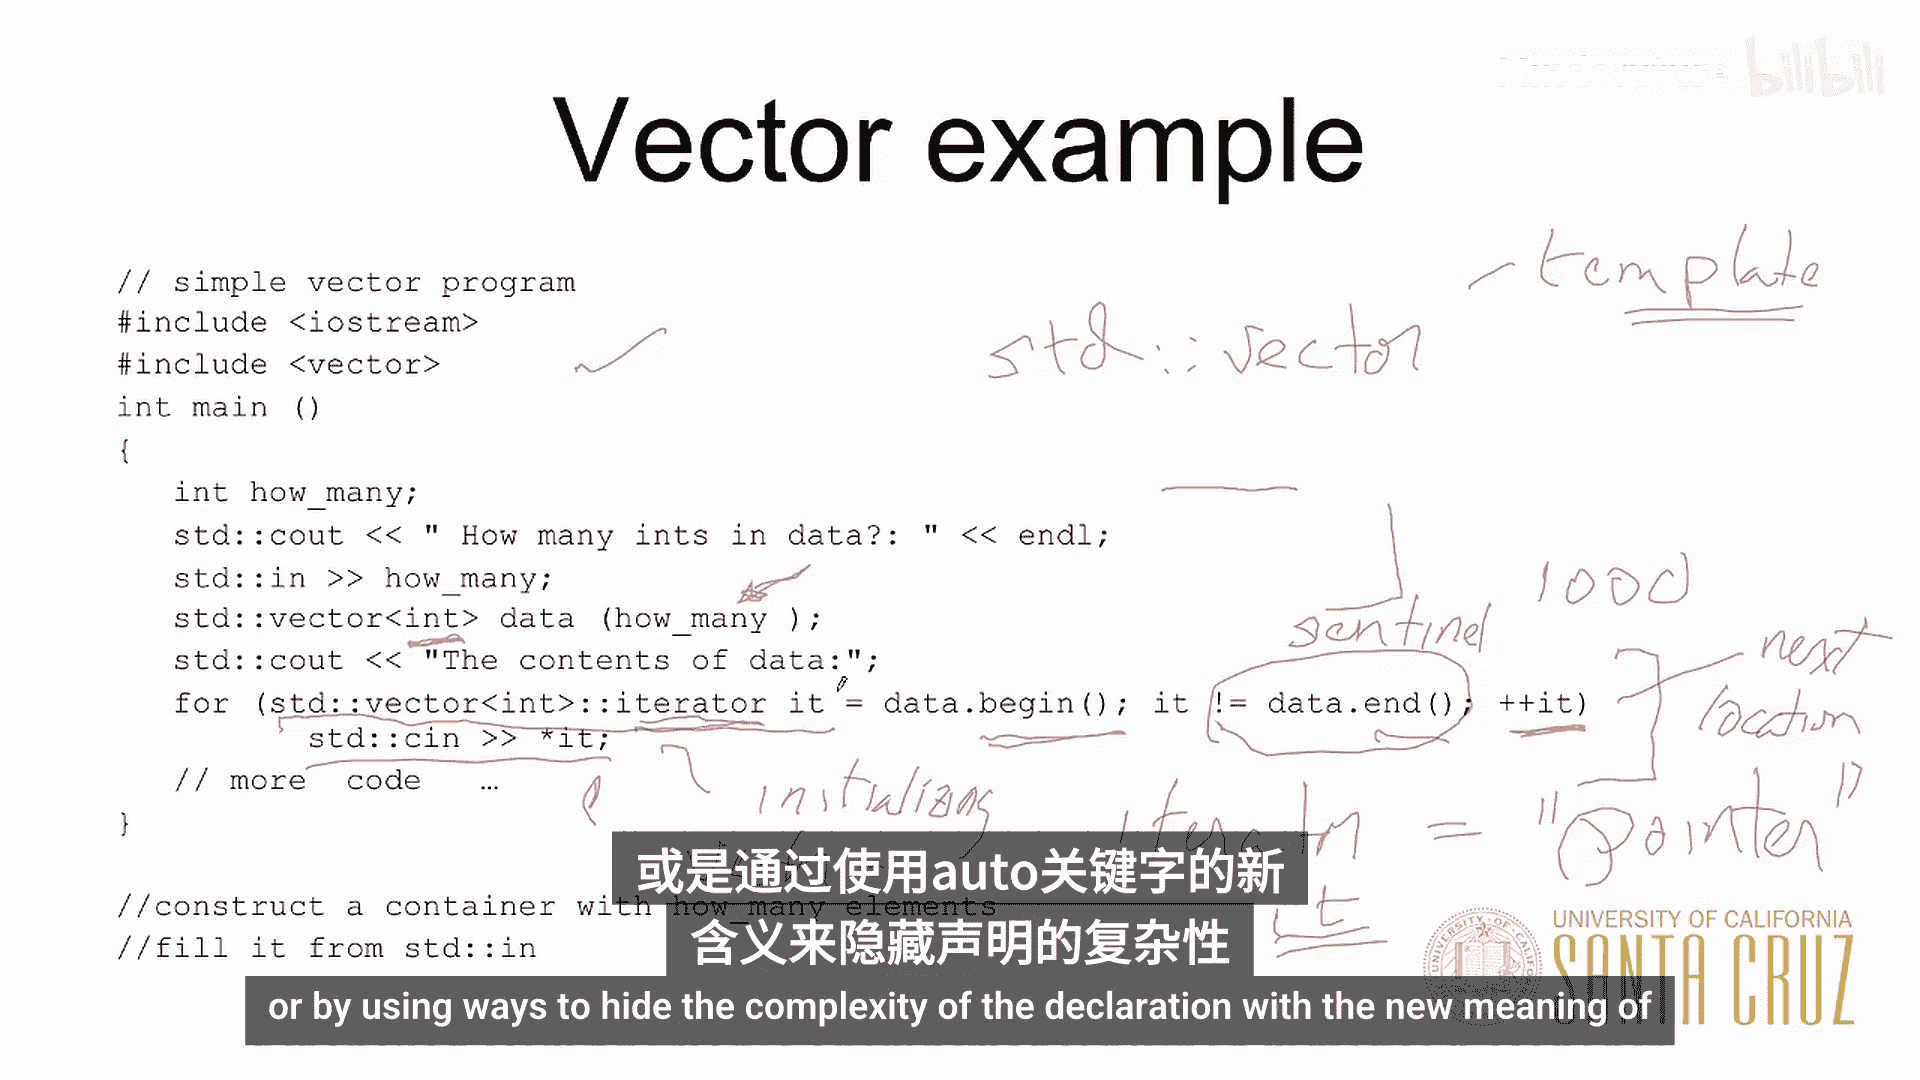 bilibili
Vector example
template
// simple vector program
#include <iostream>
std::vector
#include <vector>
int main ()
{
int how_many;
std::cout << " How many ints in data?: " << endl;
std::in >> how_many;
1000
std::vector<int> data (how_many );
sentinel
std::cout << "The contents of data:";
next
for (std::vector<int>::iterator it = data.begin(); it != data.end(); ++it)
location
std::cin >> *it;
// more code …
initializing
iterator = "pointer"
}
或是通过使用auto关键字的新
//construct a container with how_many elements
it
含义来隐藏声明的复杂性
//fill it from std::in
UNIVERSITY OF CALIFORNIA
SANTA CRUZ
or by using ways to hide the complexity of the declaration with the new meaning of